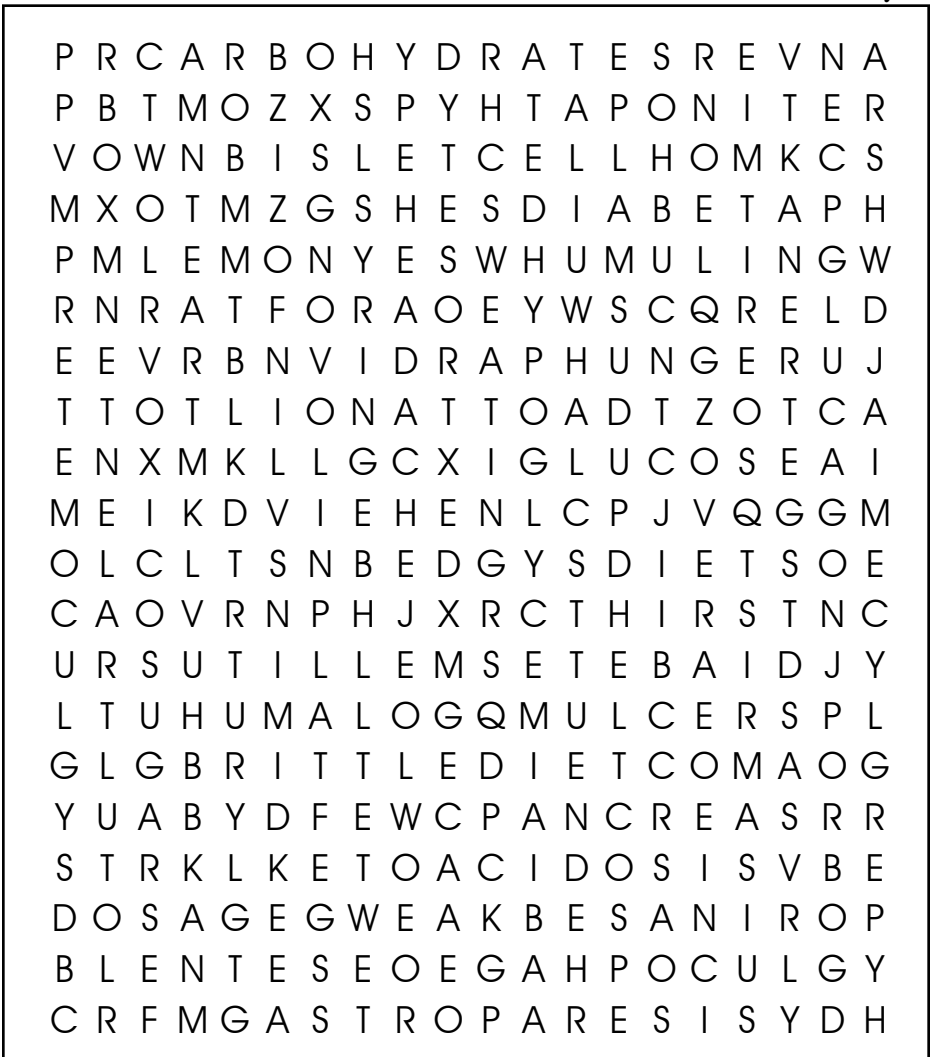 P R C A R B O H Y D R A T E S R E V N A
P B T M O Z X S P Y H T A P O N I T E R
V O W N B I S L E T C E L L H O M K C S
M X O T M Z G S H E S D I A B E T A P H
P M L E M O N Y E S W H U M U L I N G W
R N R A T F O R A O E Y W S C Q R E L D
E E V R B N V I D R A P H U N G E R U J
T T O T L I O N A T T O A D T Z O T C A
E N X M K L L G C X I G L U C O S E A I
M E I K D V I E H E N L C P J V Q G G M
O L C L T S N B E D G Y S D I E T S O E
C A O V R N P H J X R C T H I R S T N C
U R S U T I L L E M S E T E B A I D J Y
L T U H U M A L O G Q M U L C E R S P L
G L G B R I T T L E D I E T C O M A O G
Y U A B Y D F E W C P A N C R E A S R R
S T R K L K E T O A C I D O S I S V B E
D O S A G E G W E A K B E S A N I R O P
B L E N T E S E O E G A H P O C U L G Y
C R F M G A S T R O P A R E S I S Y D H